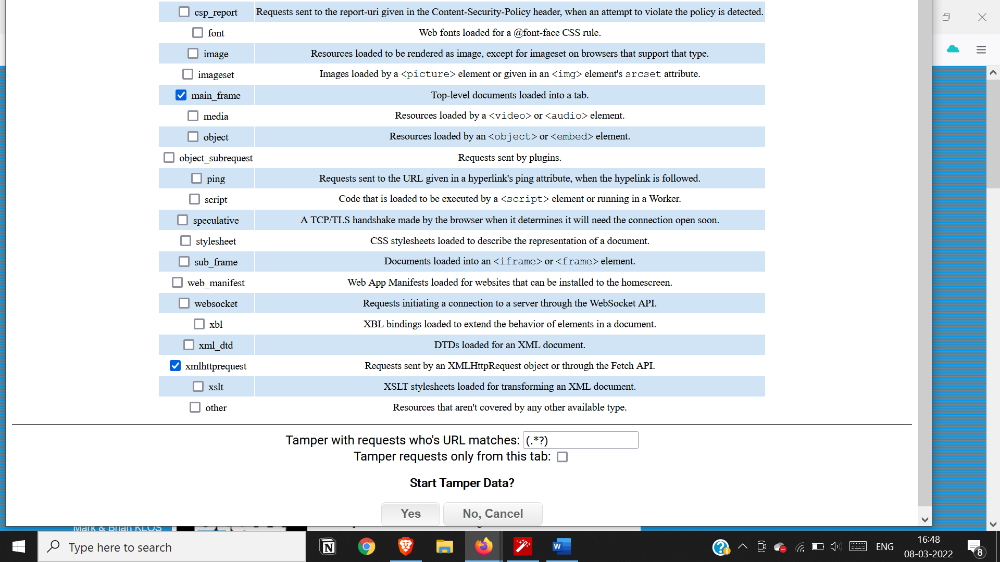 csp_report Requests sent to the report-uri given in the Content-Security-Policy header, when an attempt to violate the policy is detected.
font Web fonts loaded for a @font-face CSS rule.
image Resources loaded to be rendered as image, except for imageset on browsers that support that type.
imageset Images loaded by a <picture> element or given in an <img> element's srcset attribute.
main_frame Top-level documents loaded into a tab.
media Resources loaded by a <video> or <audio> element.
object Resources loaded by an <object> or <embed> element.
object_subrequest Requests sent by plugins.
ping Requests sent to the URL given in a hyperlink's ping attribute, when the hypelink is followed.
script Code that is loaded to be executed by a <script> element or running in a Worker.
speculative A TCP/TLS handshake made by the browser when it determines it will need the connection open soon.
stylesheet CSS stylesheets loaded to describe the representation of a document.
sub_frame Documents loaded into an <iframe> or <frame> element.
web_manifest Web App Manifests loaded for websites that can be installed to the homescreen.
websocket Requests initiating a connection to a server through the WebSocket API.
xbl XBL bindings loaded to extend the behavior of elements in a document.
xml_dtd DTDs loaded for an XML document.
xmlhttprequest Requests sent by an XMLHttpRequest object or through the Fetch API.
xslt XSLT stylesheets loaded for transforming an XML document.
other Resources that aren't covered by any other available type.
Tamper with requests who's URL matches: (.*?)
Tamper requests only from this tab:
Start Tamper Data?
Yes No, Cancel
Mark & Brian KLOS
Type here to search
ENG
16:48
08-03-2022
8